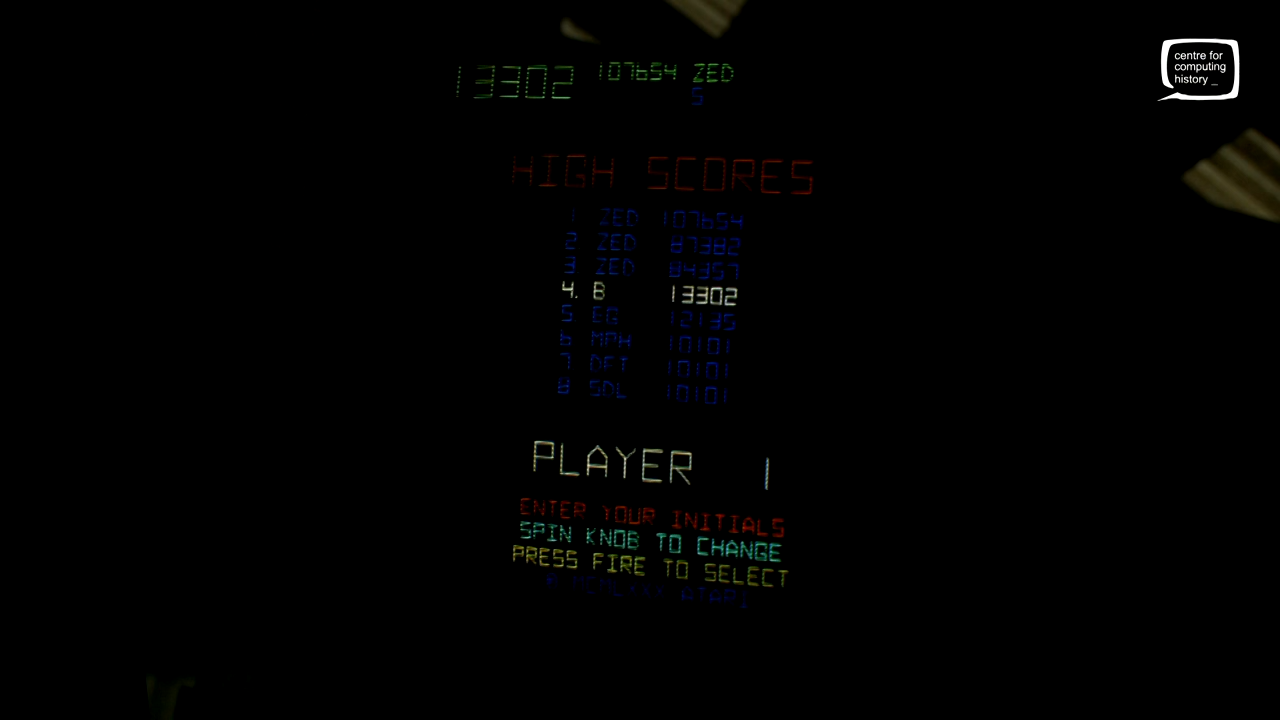 13302 107654 ZED
5
HIGH SCORES
1 ZED 107654
2 ZED 87382
3 ZED 84357
4. B 13302
5 EG 12135
6 MPH 10101
7 DFT 10101
8 SDL 10101
PLAYER 1
ENTER YOUR INITIALS
SPIN KNOB TO CHANGE
PRESS FIRE TO SELECT
ATARI
centre for
computing
history _